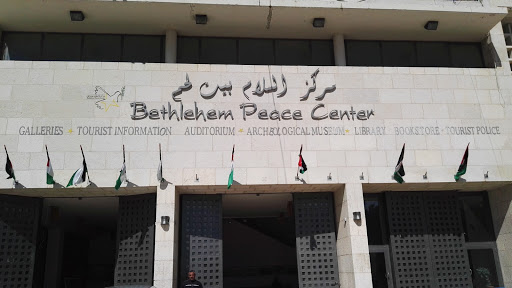 مركز السلام بيت لحم
Bethlehem Peace Center
GALLERIES TOURIST INFORMATION AUDITORIUM ARCHEOLOGICAL MUSEUM LIBRARY BOOKSTORE TOURIST POLICE